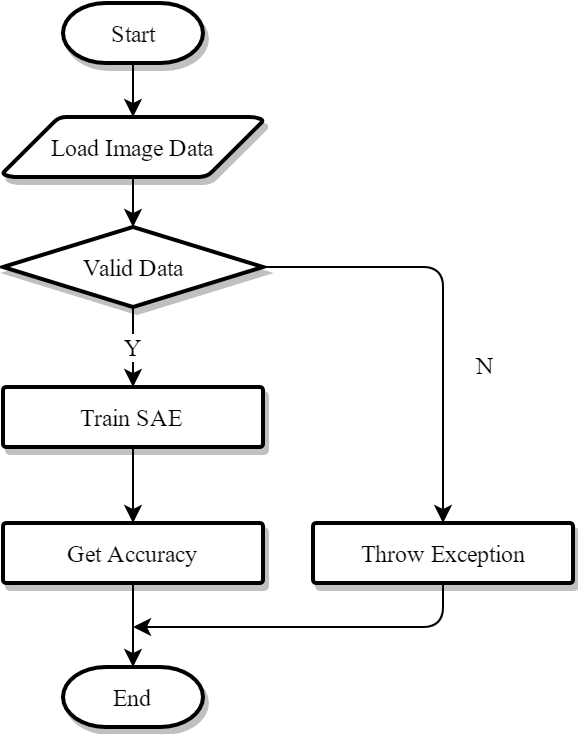 Start
Load Image Data
Valid Data
Y
N
Train SAE
Get Accuracy
Throw Exception
End